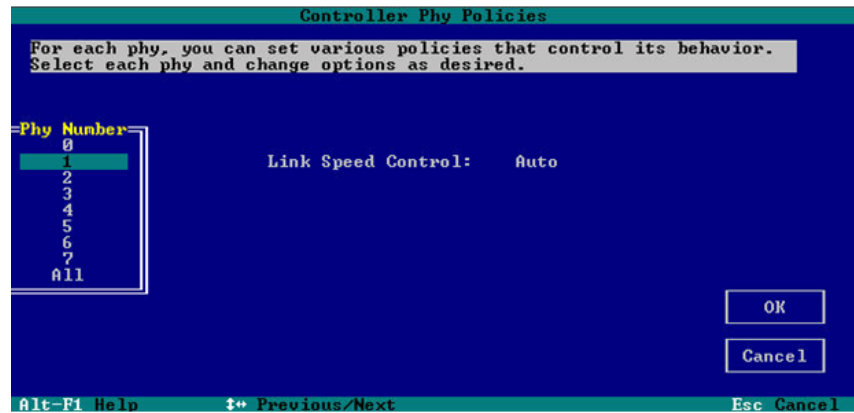 Controller Phy Policies
For each phy, you can set various policies that control its behavior.
Select each phy and change options as desired.
Phy Number
0
1
2
3
4
5
6
7
All
Link Speed Control: Auto
OK
Cancel
Alt-F1 Help ↕↔ Previous/Next Esc Cancel